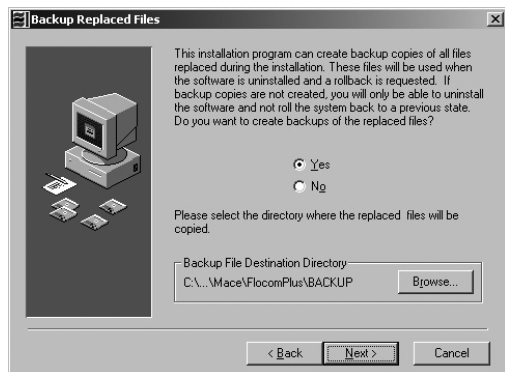 Backup Replaced Files
This installation program can create backup copies of all files
replaced during the installation. These files will be used when
the software is uninstalled and a rollback is requested. If
backup copies are not created, you will only be able to uninstall
the software and not roll the system back to a previous state.
Do you want to create backups of the replaced files?
Yes
No
Please select the directory where the replaced files will be
copied.
Backup File Destination Directory
C:\...\Mace\FlocomPlus\BACKUP
Browse...
< Back
Next >
Cancel